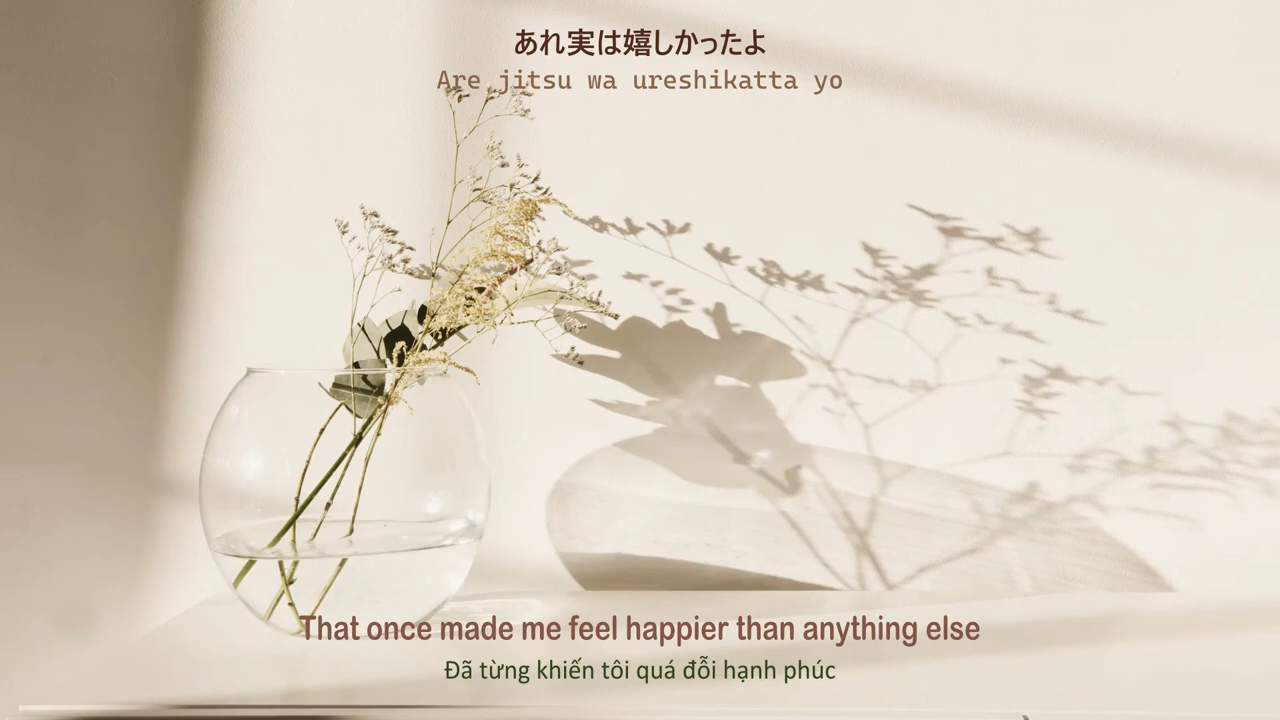 あれ実は嬉しかったよ
Are jitsu wa ureshikatta yo
That once made me feel happier than anything else
Đã từng khiến tôi quá đỗi hạnh phúc